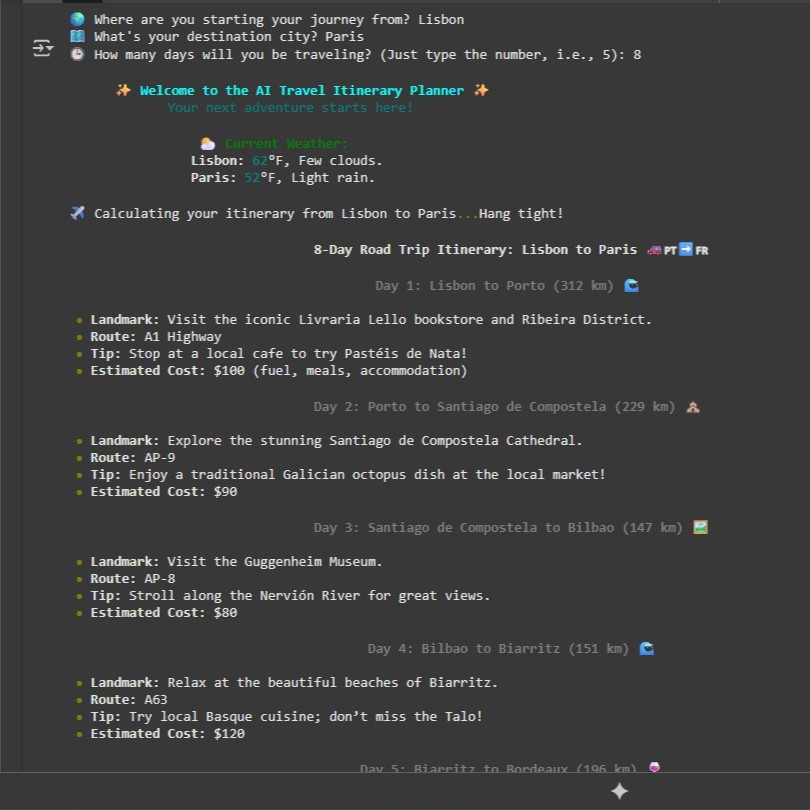 🌍 Where are you starting your journey from? Lisbon
🗺️ What's your destination city? Paris
🕒 How many days will you be traveling? (Just type the number, i.e., 5): 8
✨ Welcome to the AI Travel Itinerary Planner ✨
Your next adventure starts here!
🌤️ Current Weather:
Lisbon: 62°F, Few clouds.
Paris: 52°F, Light rain.
✈️ Calculating your itinerary from Lisbon to Paris...Hang tight!
8-Day Road Trip Itinerary: Lisbon to Paris 🚗 PT ➡️ FR
Day 1: Lisbon to Porto (312 km) 🌊
• Landmark: Visit the iconic Livraria Lello bookstore and Ribeira District.
• Route: A1 Highway
• Tip: Stop at a local cafe to try Pastéis de Nata!
• Estimated Cost: $100 (fuel, meals, accommodation)
Day 2: Porto to Santiago de Compostela (229 km) ⛪
• Landmark: Explore the stunning Santiago de Compostela Cathedral.
• Route: AP-9
• Tip: Enjoy a traditional Galician octopus dish at the local market!
• Estimated Cost: $90
Day 3: Santiago de Compostela to Bilbao (147 km) 🖼️
• Landmark: Visit the Guggenheim Museum.
• Route: AP-8
• Tip: Stroll along the Nervión River for great views.
• Estimated Cost: $80
Day 4: Bilbao to Biarritz (151 km) 🌊
• Landmark: Relax at the beautiful beaches of Biarritz.
• Route: A63
• Tip: Try local Basque cuisine; don’t miss the Talo!
• Estimated Cost: $120
Day 5: Biarritz to Bordeaux (196 km) 🍷